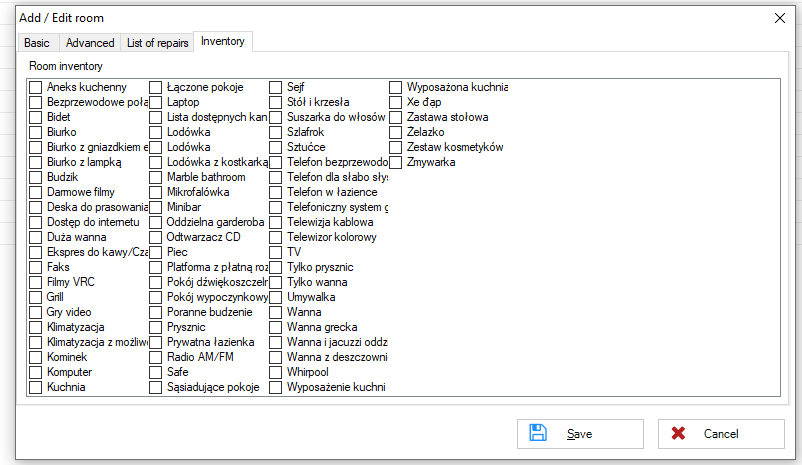 Add / Edit room
Basic
Advanced
List of repairs
Inventory
Room inventory
Aneks kuchenny
Bezprzewodowe poła
Bidet
Biurko
Biurko z gniazdkiem e
Biurko z lampką
Budzik
Darmowe filmy
Deska do prasowania
Dostęp do internetu
Duża wanna
Ekspres do kawy/Cza
Faks
Filmy VRC
Grill
Gry video
Klimatyzacja
Klimatyzacja z możliw
Kominek
Komputer
Kuchnia
Łączone pokoje
Laptop
Lista dostępnych kan
Lodówka
Lodówka
Lodówka z kostkarką
Marble bathroom
Mikrofalówka
Minibar
Oddzielna garderoba
Odtwarzacz CD
Piec
Platforma z płatną roz
Pokój dźwiękoszczeln
Pokój wypoczynkowy
Poranne budzenie
Prysznic
Prywatna łazienka
Radio AM/FM
Safe
Sąsiadujące pokoje
Sejf
Stół i krzesła
Suszarka do włosów
Szlafrok
Sztućce
Telefon bezprzewodo
Telefon dla słabo słys
Telefon w łazience
Telefoniczny system g
Telewizja kablowa
Telewizor kolorowy
TV
Tylko prysznic
Tylko wanna
Umywalka
Wanna
Wanna grecka
Wanna i jacuzzi oddz
Wanna z deszczowni
Whirpool
Wyposażenie kuchni
Wyposażona kuchnia
Xe đạp
Zastawa stołowa
Żelazko
Zestaw kosmetyków
Zmywarka
Save
Cancel